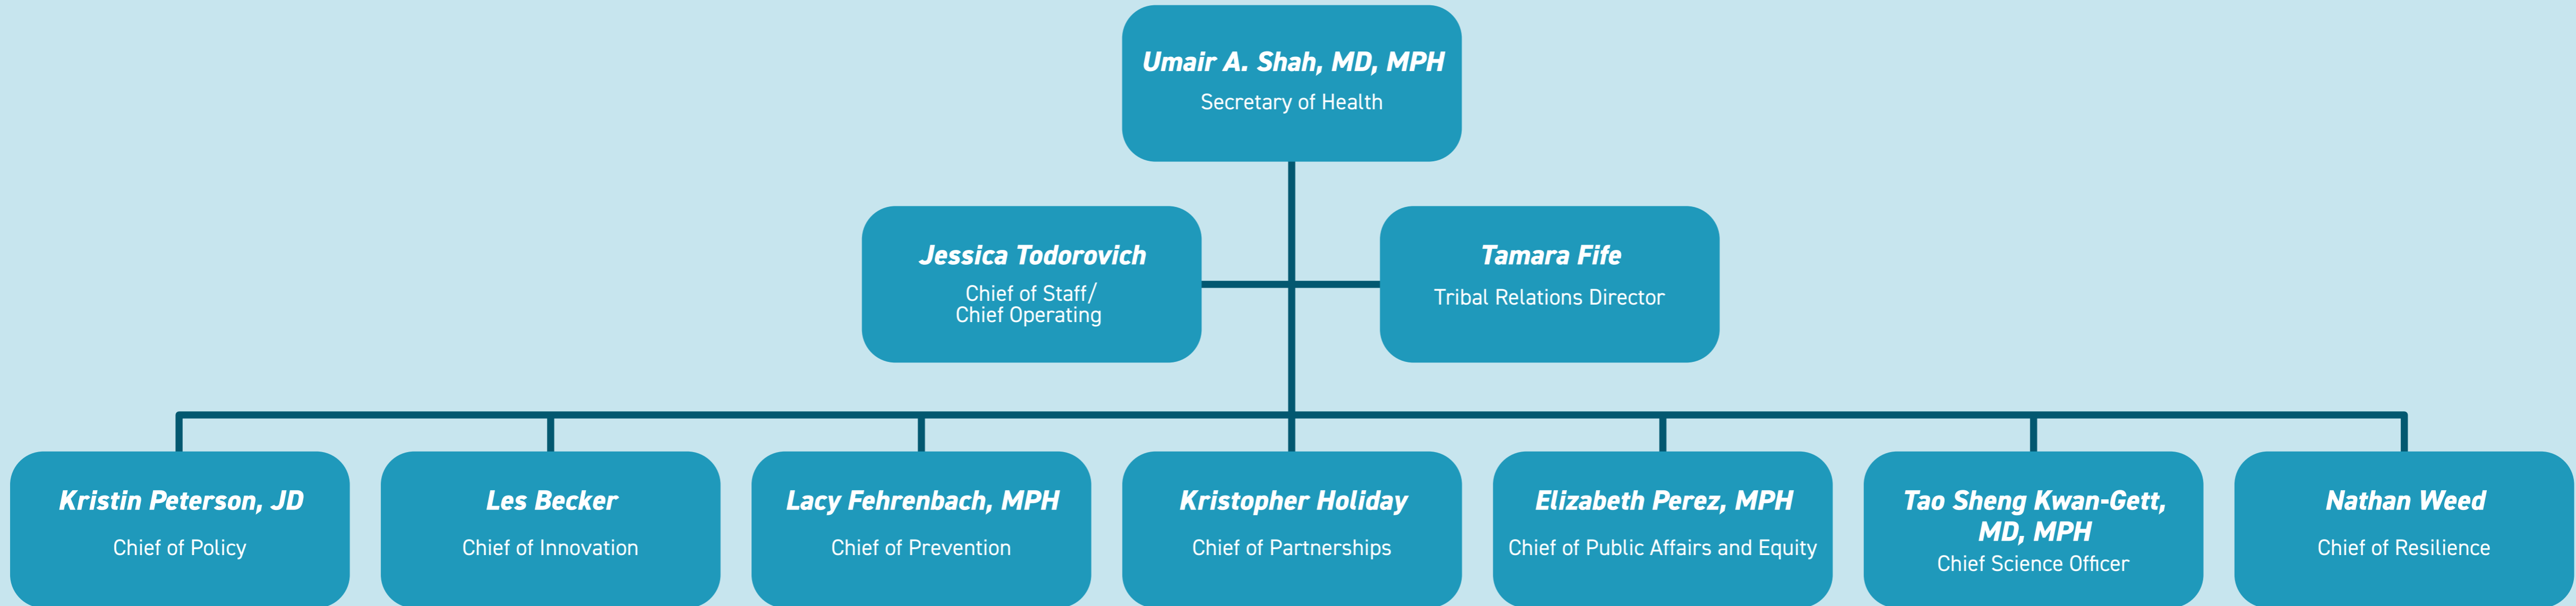 Umair A. Shah, MD, MPH
Secretary of Health
Jessica Todorovich
Chief of Staff/
Chief Operating
Tamara Fife
Tribal Relations Director
Kristin Peterson, JD
Chief of Policy
Les Becker
Chief of Innovation
Lacy Fehrenbach, MPH
Chief of Prevention
Kristopher Holiday
Chief of Partnerships
Elizabeth Perez, MPH
Chief of Public Affairs and Equity
Tao Sheng Kwan-Gett,
MD, MPH
Chief Science Officer
Nathan Weed
Chief of Resilience